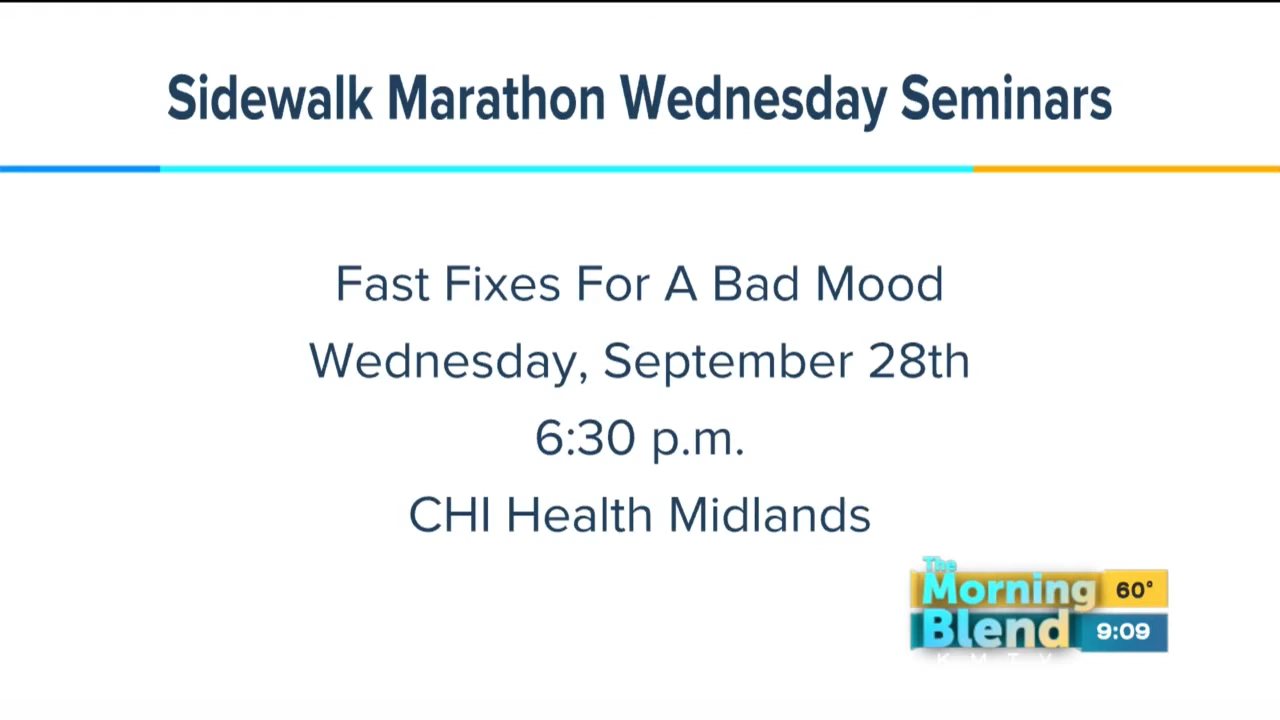 Sidewalk Marathon Wednesday Seminars
Fast Fixes For A Bad Mood
Wednesday, September 28th
6:30 p.m.
CHI Health Midlands
The
Morning
60°
Blend
9:09
KMTV